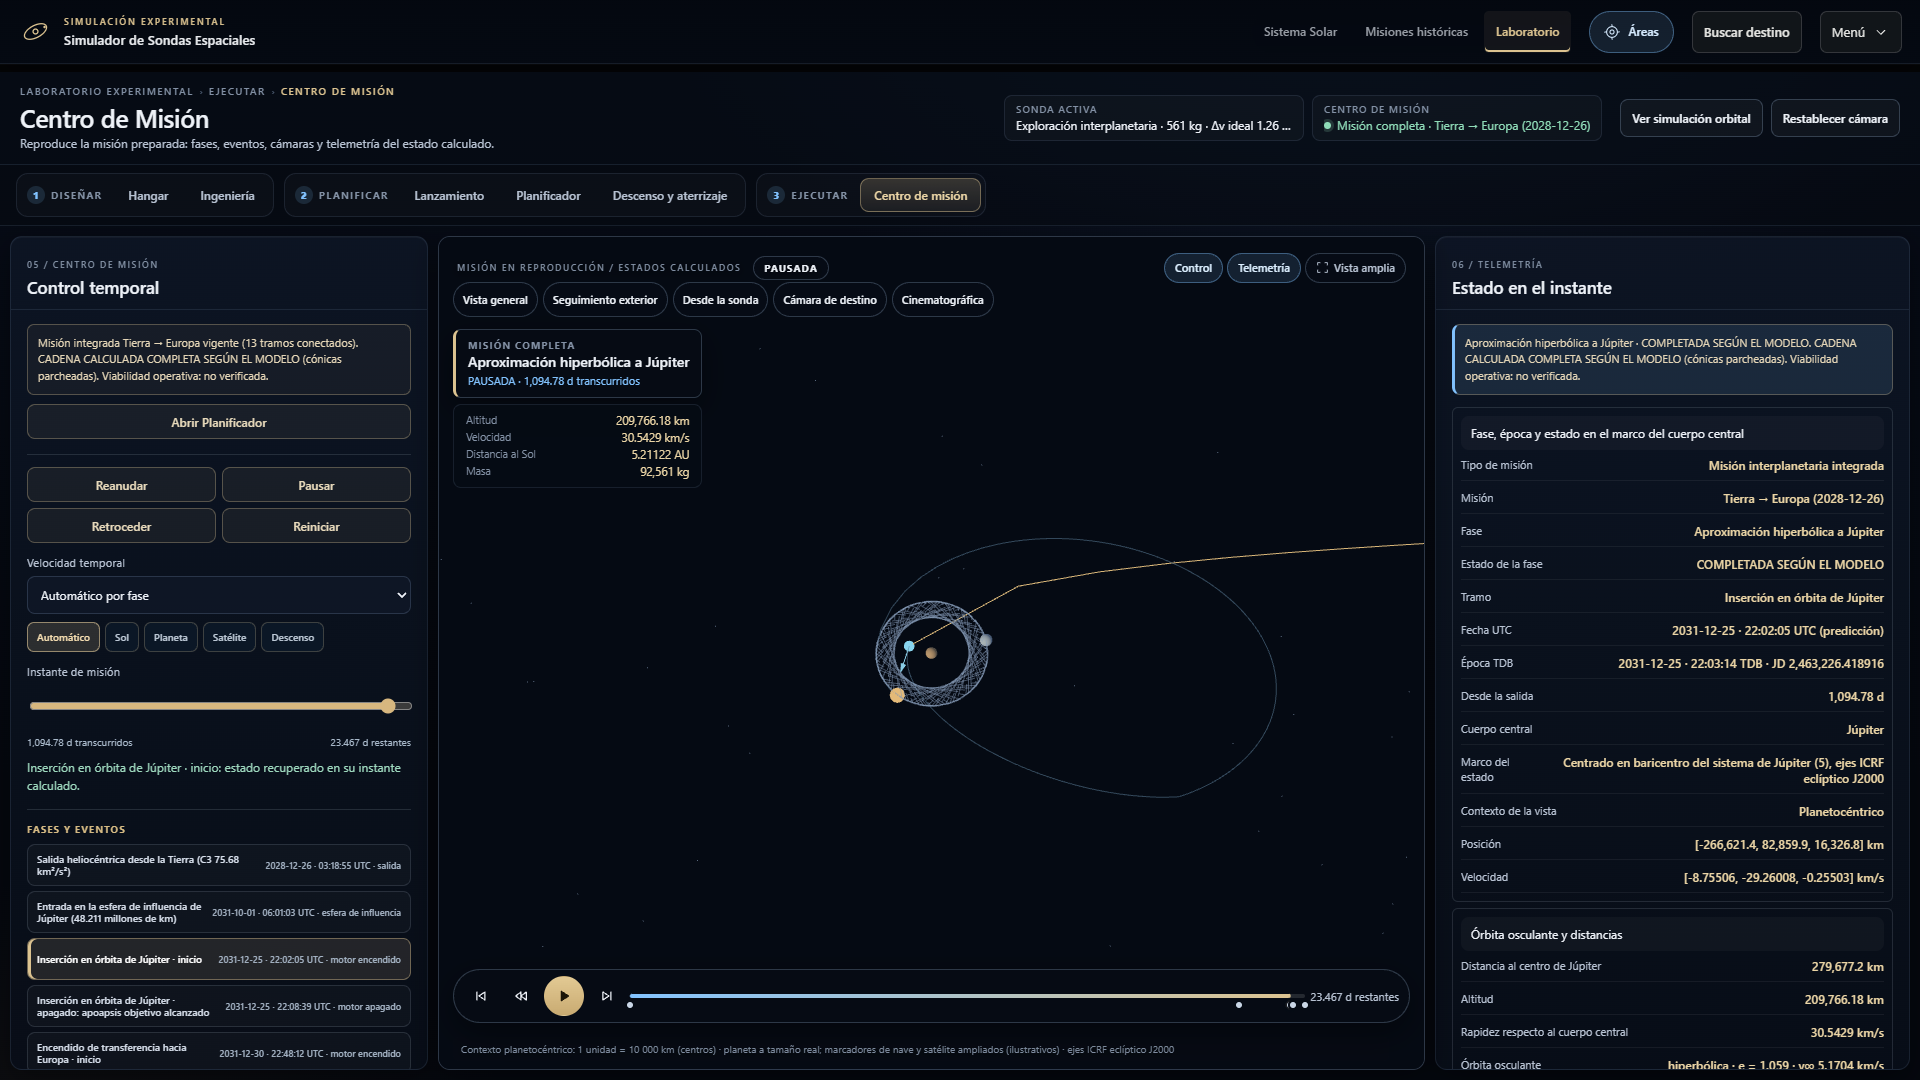 SIMULACIÓN EXPERIMENTAL
Simulador de Sondas Espaciales
Sistema Solar
Misiones históricas
Laboratorio
Áreas
Buscar destino
Menú
LABORATORIO EXPERIMENTAL › EJECUTAR › CENTRO DE MISIÓN
Centro de Misión
Reproduce la misión preparada: fases, eventos, cámaras y telemetría del estado calculado.
SONDA ACTIVA
Exploración interplanetaria · 561 kg · Δv ideal 1.26 ...
CENTRO DE MISIÓN
Misión completa · Tierra → Europa (2028-12-26)
Ver simulación orbital
Restablecer cámara
1 DISEÑAR
Hangar
Ingeniería
2 PLANIFICAR
Lanzamiento
Planificador
Descenso y aterrizaje
3 EJECUTAR
Centro de misión
05 / CENTRO DE MISIÓN
Control temporal
Misión integrada Tierra → Europa vigente (13 tramos conectados).
CADENA CALCULADA COMPLETA SEGÚN EL MODELO (cónicas
parcheadas). Viabilidad operativa: no verificada.
Abrir Planificador
Reanudar
Pausar
Retroceder
Reiniciar
Velocidad temporal
Automático por fase
Automático
Sol
Planeta
Satélite
Descenso
Instante de misión
1,094.78 d transcurridos
23.467 d restantes
Inserción en órbita de Júpiter · inicio: estado recuperado en su instante
calculado.
FASES Y EVENTOS
Salida heliocéntrica desde la Tierra (C3 75.68
km²/s²)
2028-12-26 · 03:18:55 UTC · salida
Entrada en la esfera de influencia de
Júpiter (48.211 millones de km)
2031-10-01 · 06:01:03 UTC · esfera de influencia
Inserción en órbita de Júpiter · inicio
2031-12-25 · 22:02:05 UTC · motor encendido
Inserción en órbita de Júpiter ·
apagado: apoapsis objetivo alcanzado
2031-12-25 · 22:08:39 UTC · motor apagado
Encendido de transferencia hacia
Europa · inicio
2031-12-30 · 22:48:12 UTC · motor encendido
MISIÓN EN REPRODUCCIÓN / ESTADOS CALCULADOS
PAUSADA
Control
Telemetría
Vista amplia
Vista general
Seguimiento exterior
Desde la sonda
Cámara de destino
Cinematográfica
MISIÓN COMPLETA
Aproximación hiperbólica a Júpiter
PAUSADA · 1,094.78 d transcurridos
Altitud 209,766.18 km
Velocidad 30.5429 km/s
Distancia al Sol 5.21122 AU
Masa 92,561 kg
23.467 d restantes
Contexto planetocéntrico: 1 unidad = 10 000 km (centros) · planeta a tamaño real; marcadores de nave y satélite ampliados (ilustrativos) · ejes ICRF eclíptico J2000
06 / TELEMETRÍA
Estado en el instante
Aproximación hiperbólica a Júpiter · COMPLETADA SEGÚN EL MODELO. CADENA
CALCULADA COMPLETA SEGÚN EL MODELO (cónicas parcheadas). Viabilidad
operativa: no verificada.
Fase, época y estado en el marco del cuerpo central
Tipo de misión Misión interplanetaria integrada
Misión Tierra → Europa (2028-12-26)
Fase Aproximación hiperbólica a Júpiter
Estado de la fase COMPLETADA SEGÚN EL MODELO
Tramo Inserción en órbita de Júpiter
Fecha UTC 2031-12-25 · 22:02:05 UTC (predicción)
Época TDB 2031-12-25 · 22:03:14 TDB · JD 2,463,226.418916
Desde la salida 1,094.78 d
Cuerpo central Júpiter
Marco del estado Centrado en baricentro del sistema de Júpiter (5), ejes ICRF
eclíptico J2000
Contexto de la vista Planetocéntrico
Posición [-266,621.4, 82,859.9, 16,326.8] km
Velocidad [-8.75506, -29.26008, -0.25503] km/s
Órbita osculante y distancias
Distancia al centro de Júpiter 279,677.2 km
Altitud 209,766.18 km
Rapidez respecto al cuerpo central 30.5429 km/s
Órbita osculante hiperbólica · e = 1.059 · v∞ 5.1704 km/s